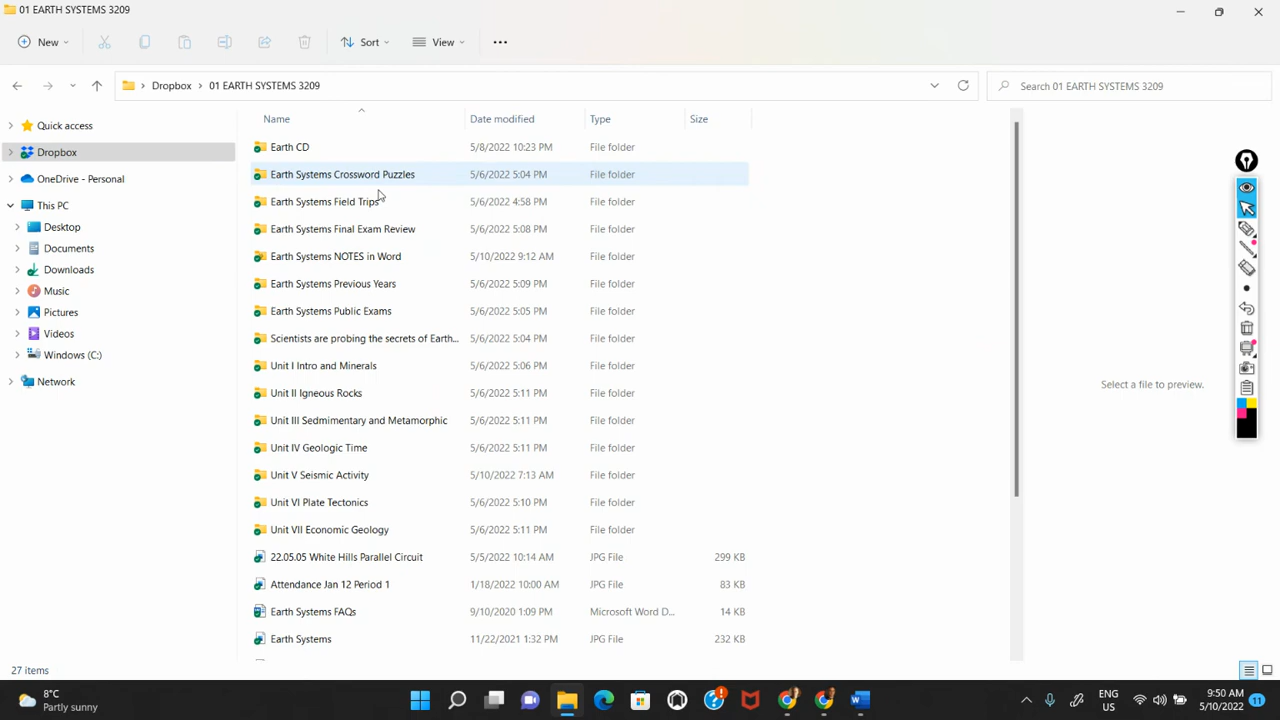 01 EARTH SYSTEMS 3209
New Sort View
Dropbox 01 EARTH SYSTEMS 3209 Search 01 EARTH SYSTEMS 3209
Name Date modified Type Size
Quick access
Dropbox
OneDrive - Personal
This PC
Desktop
Documents
Downloads
Music
Pictures
Videos
Windows (C:)
Network
Earth CD 5/8/2022 10:23 PM File folder
Earth Systems Crossword Puzzles 5/6/2022 5:04 PM File folder
Earth Systems Field Trips 5/6/2022 4:58 PM File folder
Earth Systems Final Exam Review 5/6/2022 5:08 PM File folder
Earth Systems NOTES in Word 5/10/2022 9:12 AM File folder
Earth Systems Previous Years 5/6/2022 5:09 PM File folder
Earth Systems Public Exams 5/6/2022 5:05 PM File folder
Scientists are probing the secrets of Earth... 5/6/2022 5:04 PM File folder
Unit I Intro and Minerals 5/6/2022 5:06 PM File folder
Unit II Igneous Rocks 5/6/2022 5:11 PM File folder
Unit III Sedmimentary and Metamorphic 5/6/2022 5:11 PM File folder
Unit IV Geologic Time 5/6/2022 5:11 PM File folder
Unit V Seismic Activity 5/10/2022 7:13 AM File folder
Unit VI Plate Tectonics 5/6/2022 5:10 PM File folder
Unit VII Economic Geology 5/6/2022 5:11 PM File folder
22.05.05 White Hills Parallel Circuit 5/5/2022 10:14 AM JPG File 299 KB
Attendance Jan 12 Period 1 1/18/2022 10:00 AM JPG File 83 KB
Earth Systems FAQs 9/10/2020 1:09 PM Microsoft Word D... 14 KB
Earth Systems 11/22/2021 1:32 PM JPG File 232 KB
Select a file to preview.
27 items
8°C
Partly sunny
ENG
US
9:50 AM
5/10/2022
11